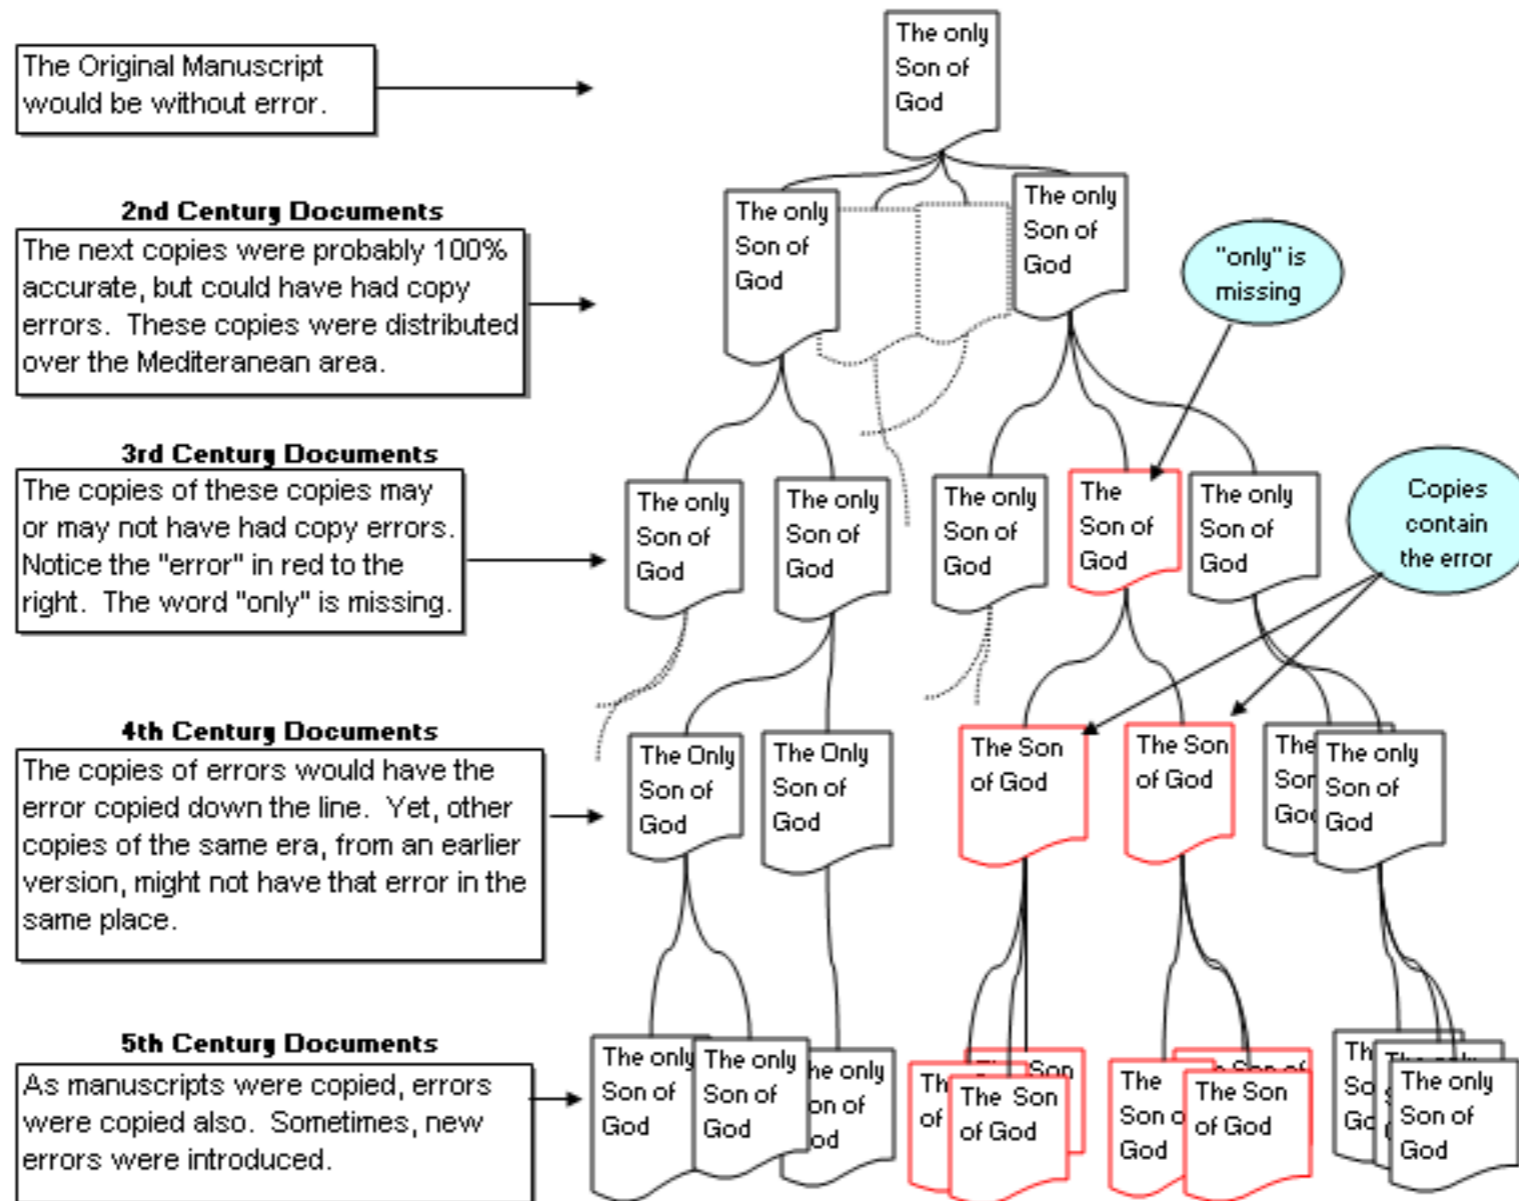 The only
Son of
God
The Original Manuscript
would be without error.
2nd Century Documents
The next copies were probably 100%
accurate, but could have had copy
errors. These copies were distributed
over the Mediteranean area.
The only
Son of
God
The only
Son of
God
"only" is
missing
3rd Century Documents
The copies of these copies may
or may not have had copy errors.
Notice the "error" in red to the
right. The word "only" is missing.
The only
Son of
God
The only
Son of
God
The only
Son of
God
The
Son of
God
The only
Son of
God
Copies
contain
the error
4th Century Documents
The copies of errors would have the
error copied down the line. Yet, other
copies of the same era, from an earlier
version, might not have that error in the
same place.
The Only
Son of
God
The Only
Son of
God
The Son
of God
The Son
of God
The
Son
The only
Son of
God
5th Century Documents
As manuscripts were copied, errors
were copied also. Sometimes, new
errors were introduced.
The only
Son of
God
The only
Son of
God
only
of
Son
of
The Son
of God
The
Son
God
Son of
The Son
of God
The only
Son of
God